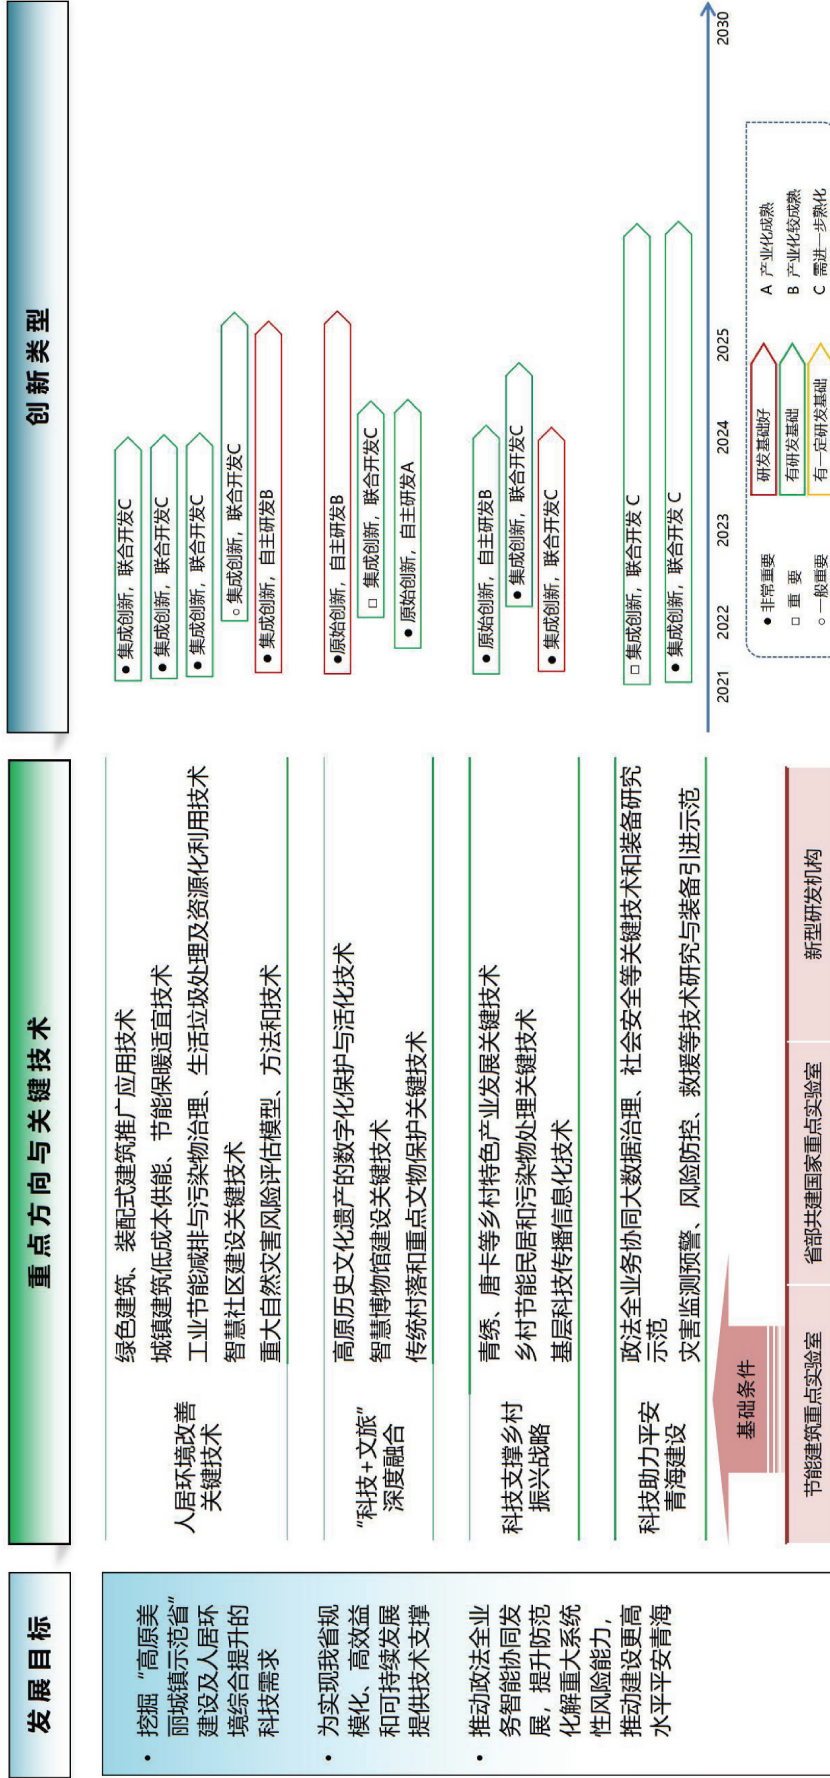 发展目标
• 挖掘“高原美
丽城镇示范省”
建设及人居环
境综合提升的
科技需求
• 为实现我省规
模化、高效益
和可持续发展
提供技术支撑
• 推动政法全业
务智能协同发
展，提升防范
化解重大系统
性风险能力，
推动建设更高
水平平安青海
重点方向与关键技术
人居环境改善
关键技术
绿色建筑、装配式建筑推广应用技术
城镇建筑低成本供能、节能保暖适宜技术
工业节能减排与污染物治理、生活垃圾处理及资源化利用技术
智慧社区建设关键技术
重大自然灾害风险评估模型、方法和技术
“科技+文旅”
深度融合
高原历史文化遗产的数字化保护与活化技术
智慧博物馆建设关键技术
传统村落和重点文物保护关键技术
科技支撑乡村
振兴战略
青绣、唐卡等乡村特色产业发展关键技术
乡村节能民居和污染物处理关键技术
基层科技传播信息化技术
科技助力平安
青海建设
政法全业务协同大数据治理、社会安全等关键技术和装备研究
示范
灾害监测预警、风险防控、救援等技术研究与装备引进示范
基础条件
节能建筑重点实验室
省部共建国家重点实验室
新型研发机构
创新类型
● 集成创新，联合开发C
● 集成创新，联合开发C
● 集成创新，联合开发C
○ 集成创新，联合开发C
● 集成创新，自主研发B
●原始创新，自主研发B
□ 集成创新，联合开发C
● 原始创新，自主研发A
● 原始创新，自主研发B
● 集成创新，联合开发C
● 集成创新，联合开发C
□ 集成创新，联合开发 C
● 集成创新，联合开发 C
2021 2022 2023 2024 2025 2030
● 非常重要
□ 重 要
○ 一般重要
研发基础好
有研发基础
有一定研发基础
A 产业化成熟
B 产业化较成熟
C 需进一步熟化